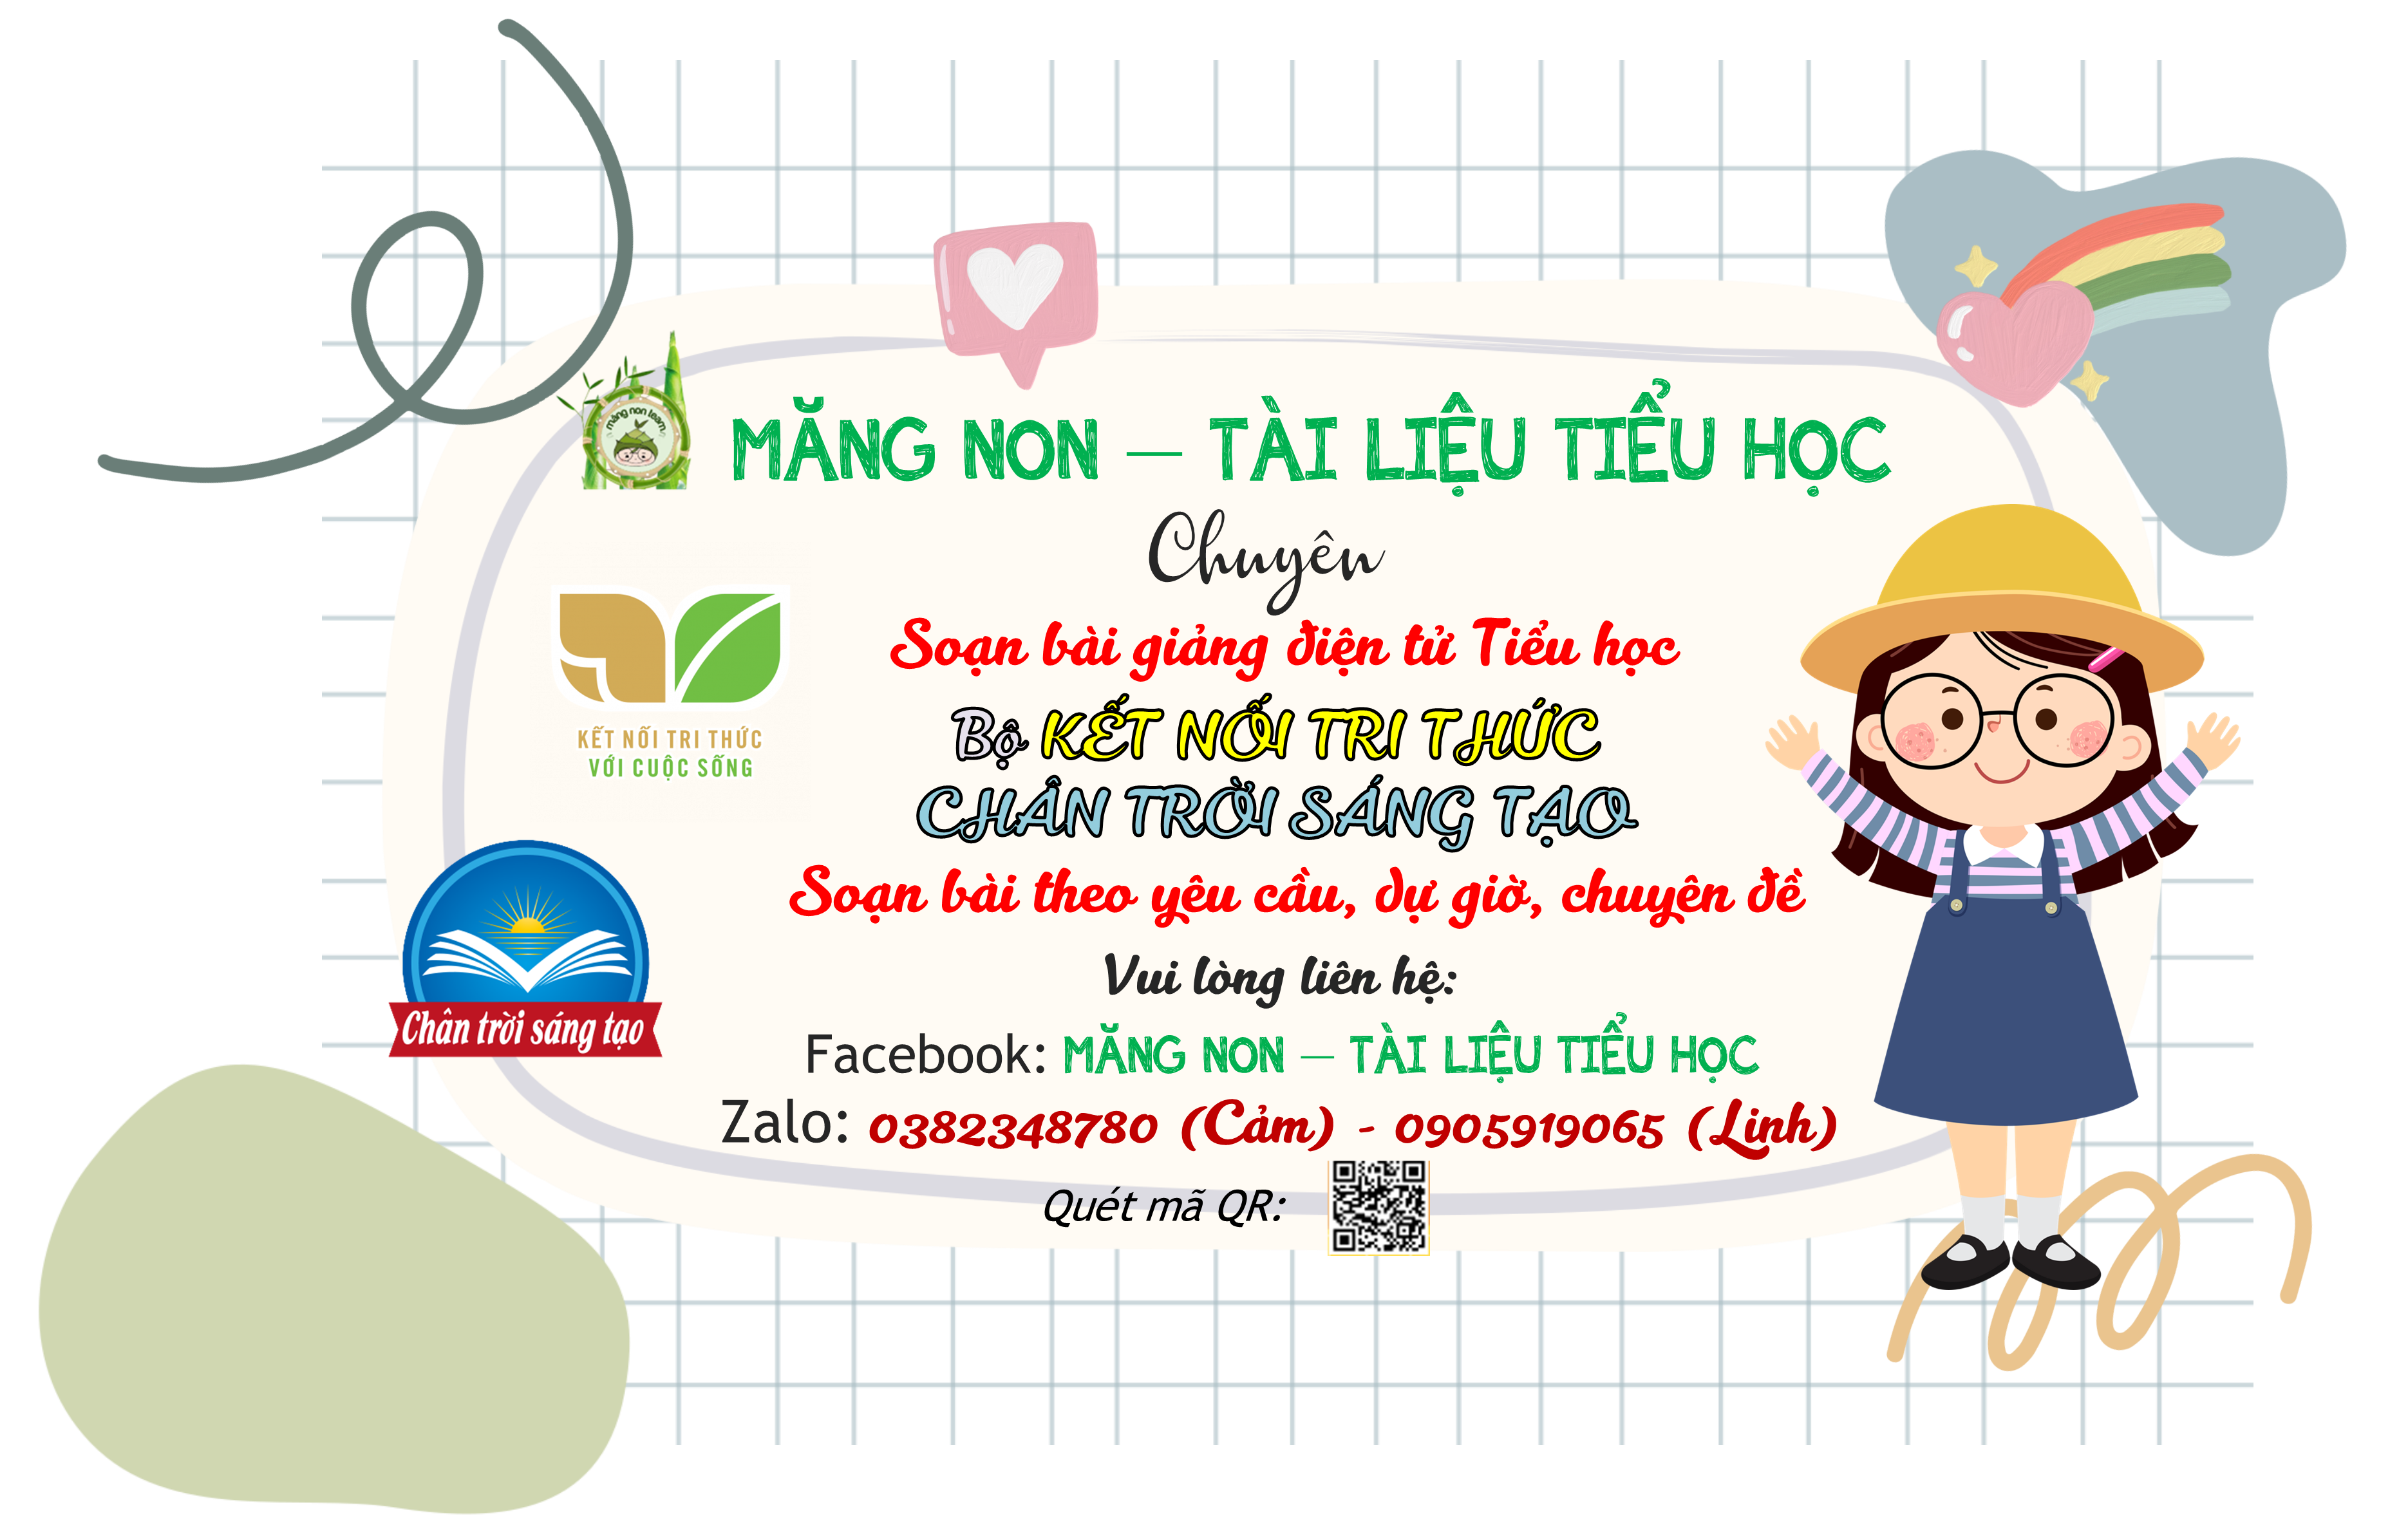 măng non team
MĂNG NON — TÀI LIỆU TIỂU HỌC
Chuyên
Soạn bài giảng điện tử Tiểu học
KẾT NỐI TRI THỨC
VỚI CUỘC SỐNG
Bộ KẾT NỐI TRI THỨC
CHÂN TRỜI SÁNG TẠO
Soạn bài theo yêu cầu, dự giờ, chuyên đề
Vui lòng liên hệ:
Chân trời sáng tạo
Facebook: MĂNG NON — TÀI LIỆU TIỂU HỌC
Zalo: 0382348780 (Cảm) - 0905919065 (Linh)
Quét mã QR: